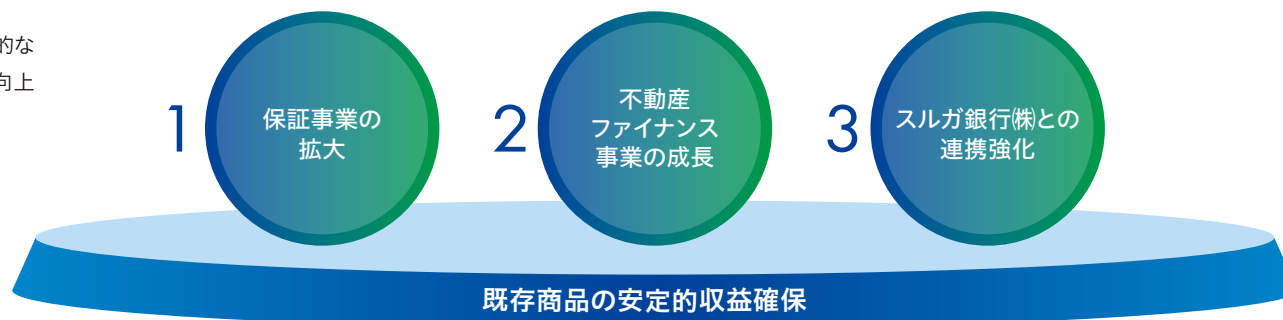 的な
向上
1
保証事業の
拡大
2
不動産
ファイナンス
事業の成長
3
スルガ銀行㈱との
連携強化
既存商品の安定的収益確保